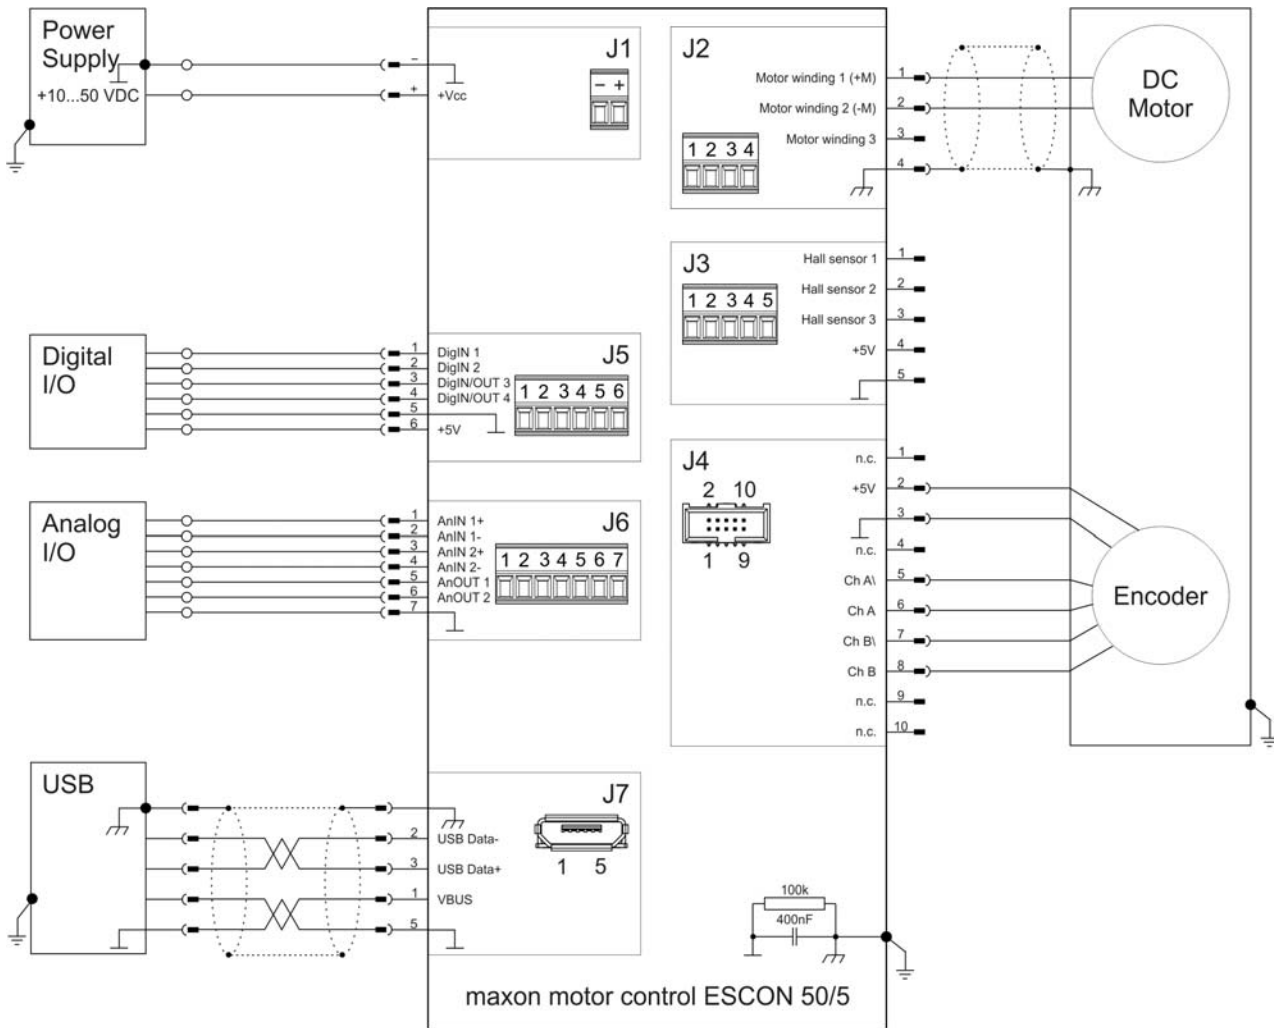 Power
Supply
+10...50 VDC
−
+
+Vcc
J1
− +
J2
1 2 3 4
Motor winding 1 (+M) 1
Motor winding 2 (-M) 2
Motor winding 3 3
4
DC
Motor
J3
1 2 3 4 5
Hall sensor 1 1
Hall sensor 2 2
Hall sensor 3 3
+5V 4
5
Digital
I/O
1 DigIN 1
2 DigIN 2
3 DigIN/OUT 3
4 DigIN/OUT 4
5
6 +5V
J5
1 2 3 4 5 6
J4
2 10
1 9
n.c. 1
+5V 2
3
n.c. 4
Ch A\ 5
Ch A 6
Ch B\ 7
Ch B 8
n.c. 9
n.c. 10
Encoder
Analog
I/O
1 AnIN 1+
2 AnIN 1-
3 AnIN 2+
4 AnIN 2-
5 AnOUT 1
6 AnOUT 2
7
J6
1 2 3 4 5 6 7
USB
2 USB Data-
3 USB Data+
1 VBUS
5
J7
1 5
100k
400nF
maxon motor control ESCON 50/5